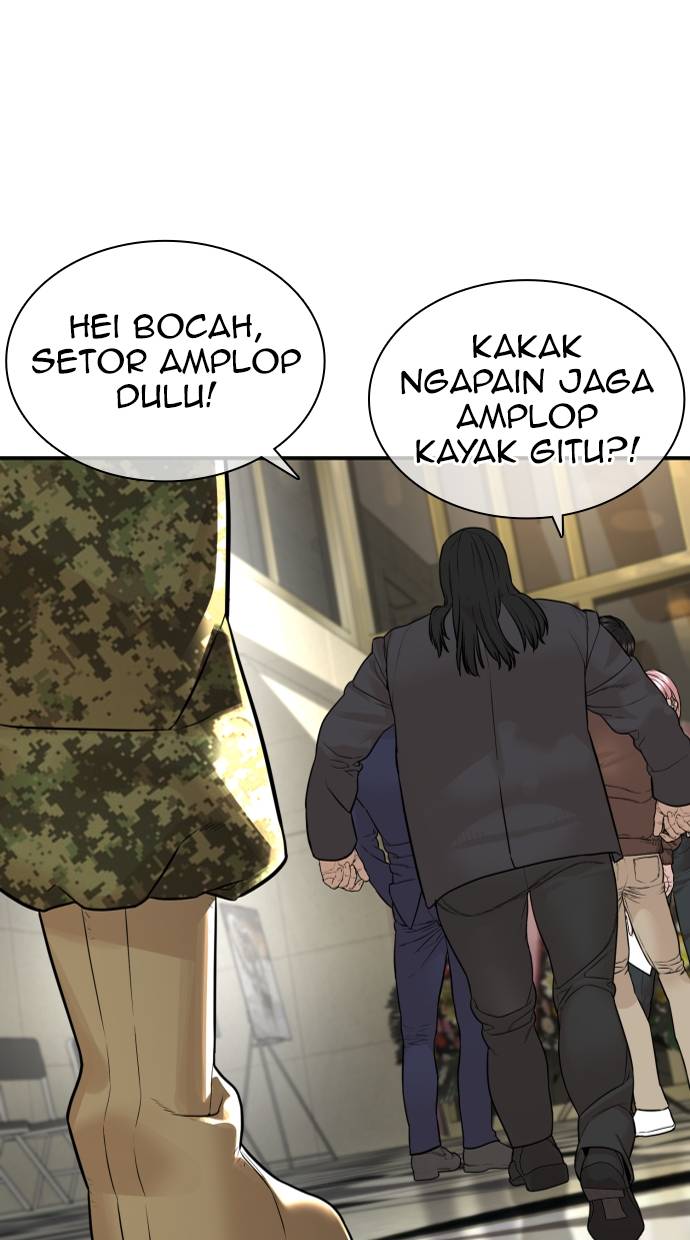 HEI BOCAH,
SETOR AMPLOP
DULU!
KAKAK
NGAPAIN JAGA
AMPLOP
KAYAK GITU?!